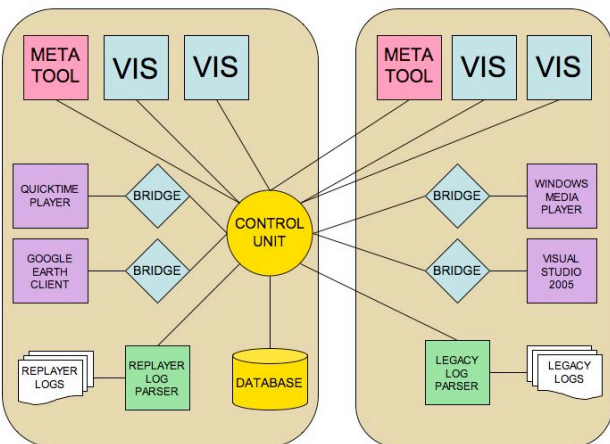 META
TOOL
VIS
VIS
META
TOOL
VIS
VIS
QUICKTIME
PLAYER
BRIDGE
BRIDGE
WINDOWS
MEDIA
PLAYER
CONTROL
UNIT
GOOGLE
EARTH
CLIENT
BRIDGE
BRIDGE
VISUAL
STUDIO
2005
REPLAYER
LOGS
REPLAYER
LOG
PARSER
DATABASE
LEGACY
LOG
PARSER
LEGACY
LOGS